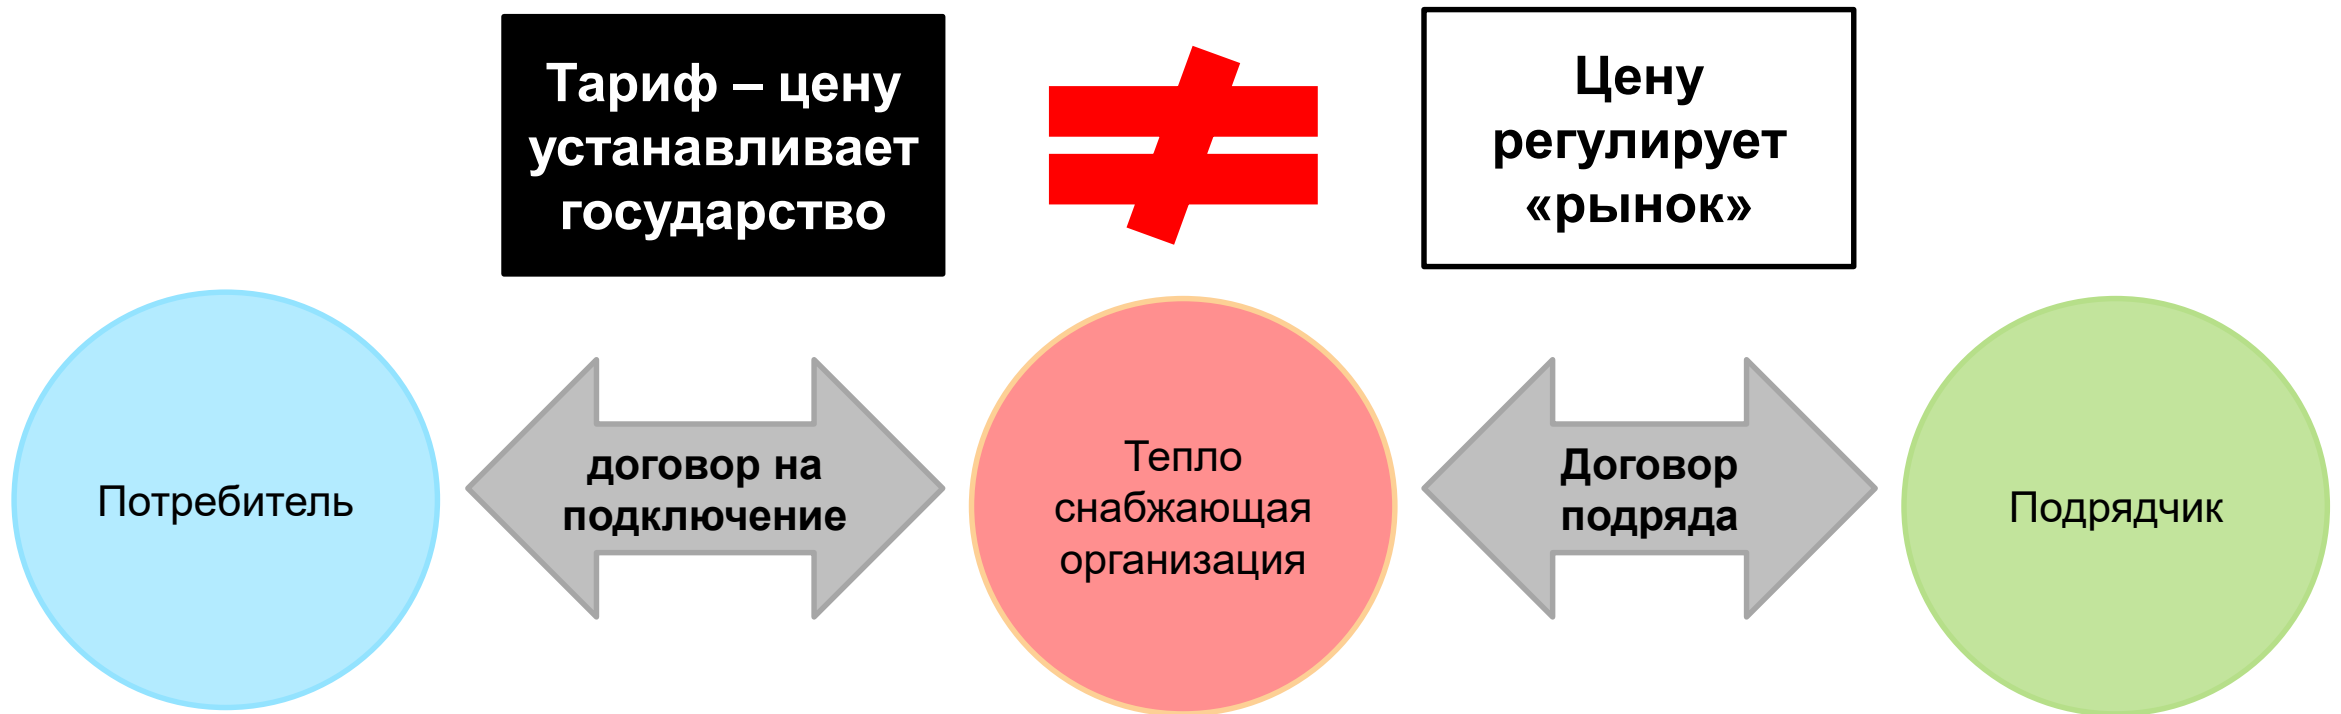 Тариф – цену
устанавливает
государство
Цену
регулирует
«рынок»
Потребитель
договор на
подключение
Тепло
снабжающая
организация
Договор
подряда
Подрядчик